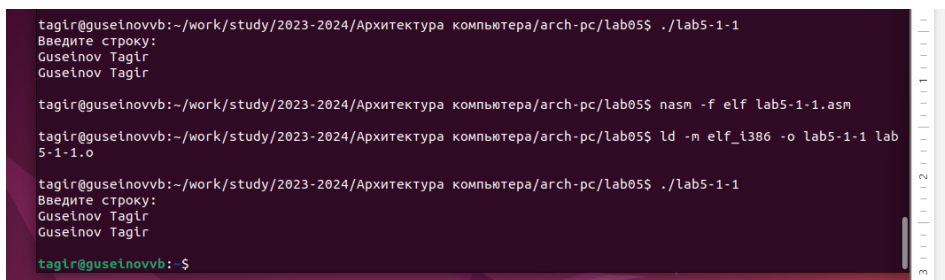 tagir@guseinovvb:~/work/study/2023-2024/Архитектура компьютера/arch-pc/lab05$ ./lab5-1-1
Введите строку:
Guseinov Tagir
Guseinov Tagir
tagir@guseinovvb:~/work/study/2023-2024/Архитектура компьютера/arch-pc/lab05$ nasm -f elf lab5-1-1.asm
tagir@guseinovvb:~/work/study/2023-2024/Архитектура компьютера/arch-pc/lab05$ ld -m elf_i386 -o lab5-1-1 lab
5-1-1.o
tagir@guseinovvb:~/work/study/2023-2024/Архитектура компьютера/arch-pc/lab05$ ./lab5-1-1
Введите строку:
Guseinov Tagir
Guseinov Tagir
tagir@guseinovvb:~$
1
2
3